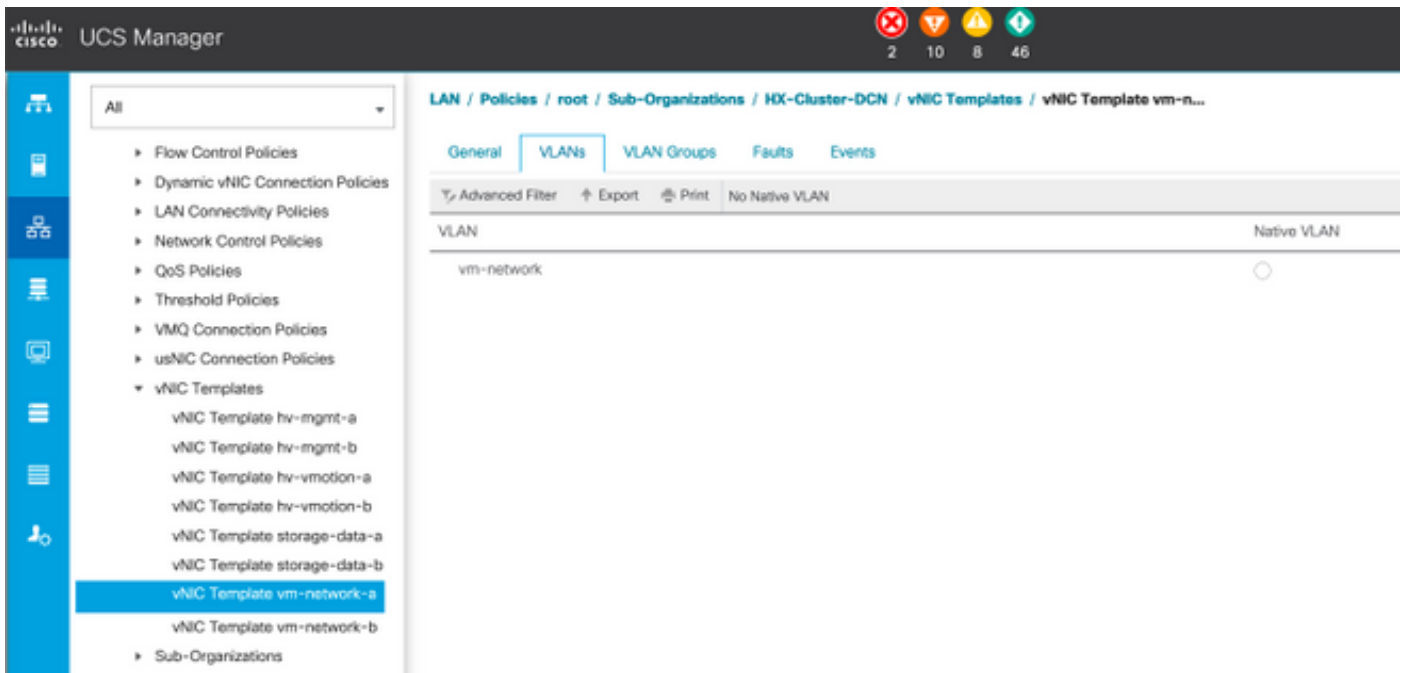 cisco UCS Manager
2 10 8 46
All
Flow Control Policies
Dynamic vNIC Connection Policies
LAN Connectivity Policies
Network Control Policies
QoS Policies
Threshold Policies
VMQ Connection Policies
usNIC Connection Policies
vNIC Templates
vNIC Template hv-mgmt-a
vNIC Template hv-mgmt-b
vNIC Template hv-vmotion-a
vNIC Template hv-vmotion-b
vNIC Template storage-data-a
vNIC Template storage-data-b
vNIC Template vm-network-a
vNIC Template vm-network-b
Sub-Organizations
LAN / Policies / root / Sub-Organizations / HX-Cluster-DCN / vNIC Templates / vNIC Template vm-n...
General VLANs VLAN Groups Faults Events
Advanced Filter Export Print No Native VLAN
VLAN Native VLAN
vm-network